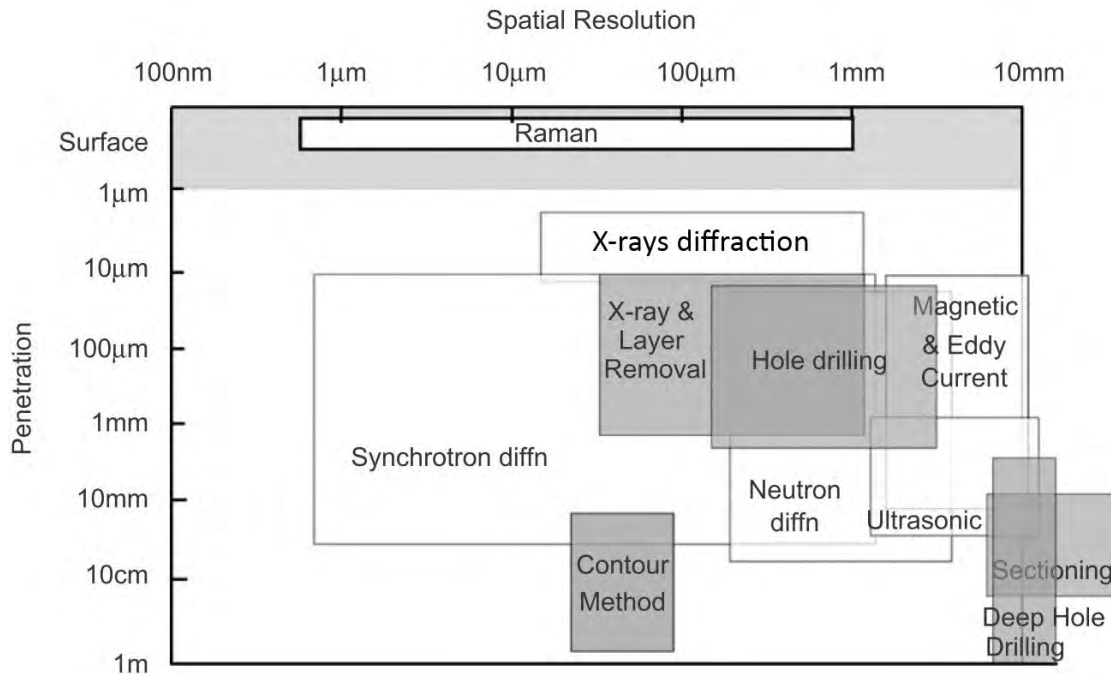 Spatial Resolution
100nm
1μm
10μm
100μm
1mm
10mm
Penetration
Surface
1μm
10μm
100μm
1mm
10mm
10cm
1m
Raman
X-rays diffraction
X-ray &
Layer
Removal
Hole drilling
Magnetic
& Eddy
Current
Synchrotron diffn
Neutron
diffn
Ultrasonic
Contour
Method
Sectioning
Deep Hole
Drilling